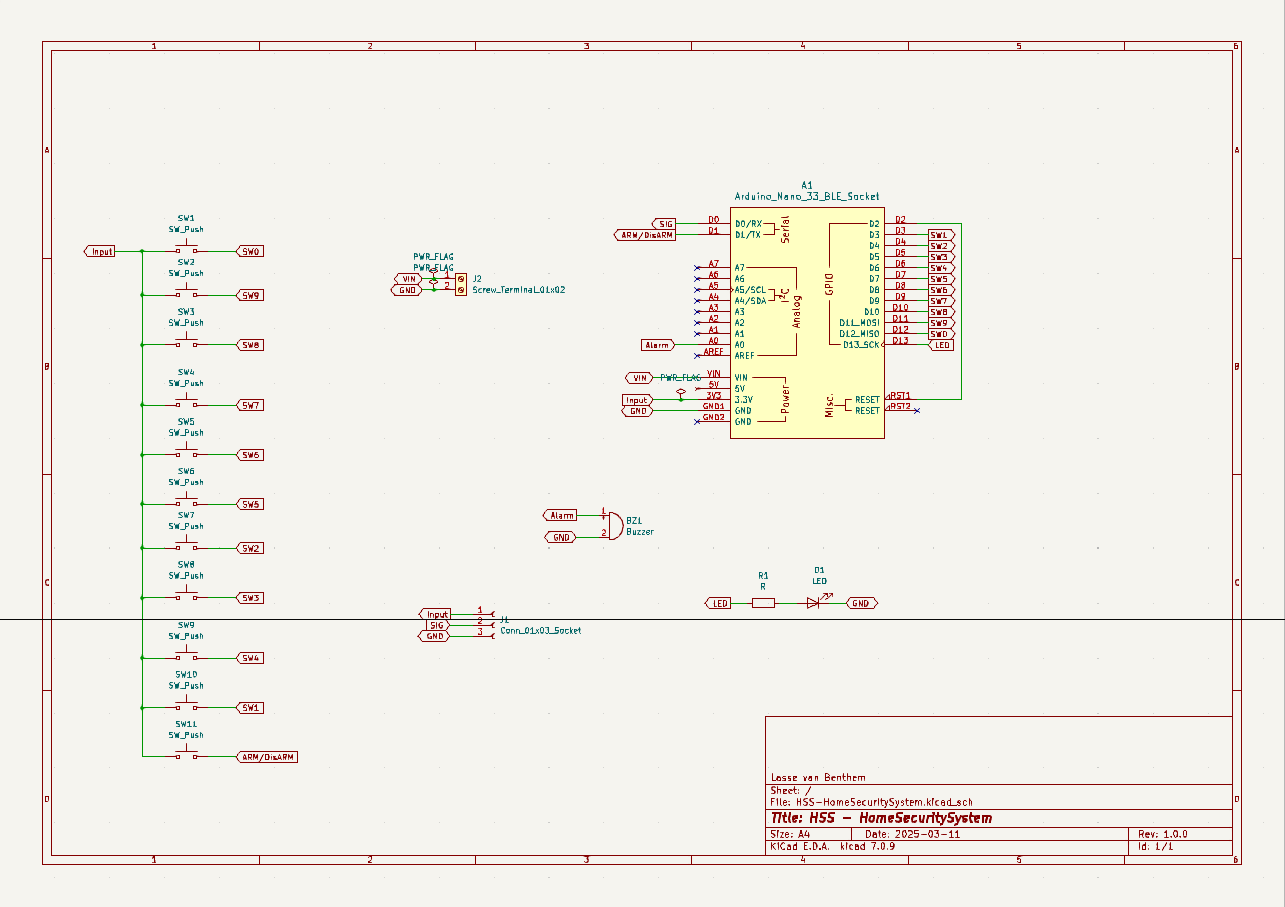 1 2 3 4 5 6
A A
B B
C C
D D
SW1
SW_Push
Input
SW0
SW2
SW_Push
SW9
SW3
SW_Push
SW8
SW4
SW_Push
SW7
SW5
SW_Push
SW6
SW6
SW_Push
SW5
SW7
SW_Push
SW2
SW8
SW_Push
SW3
SW9
SW_Push
SW4
SW10
SW_Push
SW1
SW11
SW_Push
ARM/DisARM
PWR_FLAG
PWR_FLAG
VIN 1 J2
GND 2 Screw_Terminal_01x02
A1
Arduino_Nano_33_BLE_Socket
SIG D0 D0/RX
ARM/DisARM D1 D1/TX
Serial
A7 A7
A6 A6
A5 A5/SCL
A4 A4/SDA
A3 A3
A2 A2
A1 A1
Alarm A0 A0
AREF AREF
I²C
Analog
GPIO
VIN PWR_FLAG VIN VIN
5V 5V
Input 3V3 3.3V
GND GND1 GND
GND2 GND
Power
Misc.
D2 D2
D3 D3 SW1
D4 D4 SW2
D5 D5 SW3
D6 D6 SW4
D7 D7 SW5
D8 D8 SW6
D9 D9 SW7
D10 D10 SW8
D11_MOSI D11 SW9
D12_MISO D12 SW0
D13_SCK D13 LED
RESET RST1
RESET RST2
Alarm 1 BZ1
GND 2 Buzzer
R1
R
D1
LED
LED
GND
Input 1 J1
SIG 2
GND 3 Conn_01x03_Socket
Lasse van Benthem
Sheet: /
File: HSS-HomeSecuritySystem.kicad_sch
Title: HSS - HomeSecuritySystem
Size: A4 Date: 2025-03-11 Rev: 1.0.0
KiCad E.D.A. kicad 7.0.9 Id: 1/1
1 2 3 4 5 6